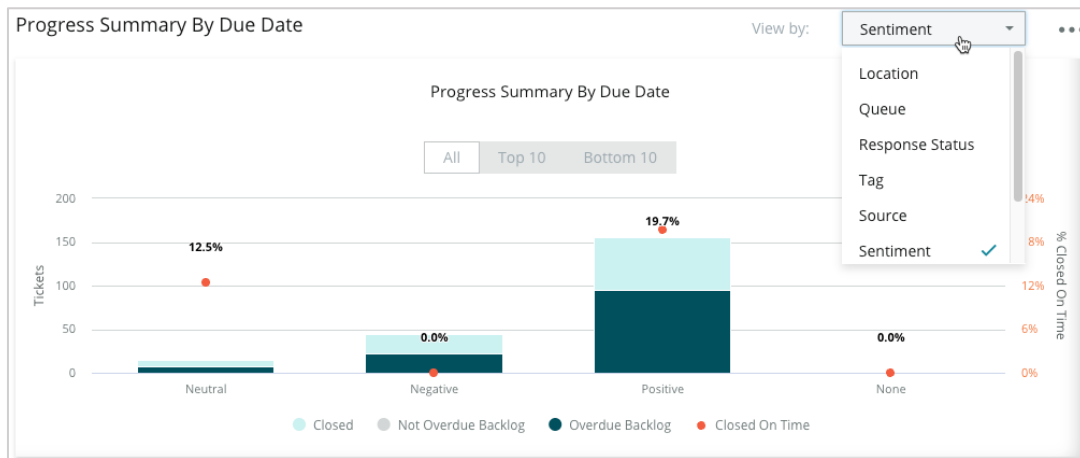 Progress Summary By Due Date
View by:
Sentiment
Location
Queue
Response Status
Tag
Source
Sentiment
Progress Summary By Due Date
All
Top 10
Bottom 10
200
150
100
50
0
Tickets
12.5%
0.0%
19.7%
0.0%
24%
8%
12%
6%
0%
% Closed On Time
Neutral
Negative
Positive
None
Closed
Not Overdue Backlog
Overdue Backlog
Closed On Time